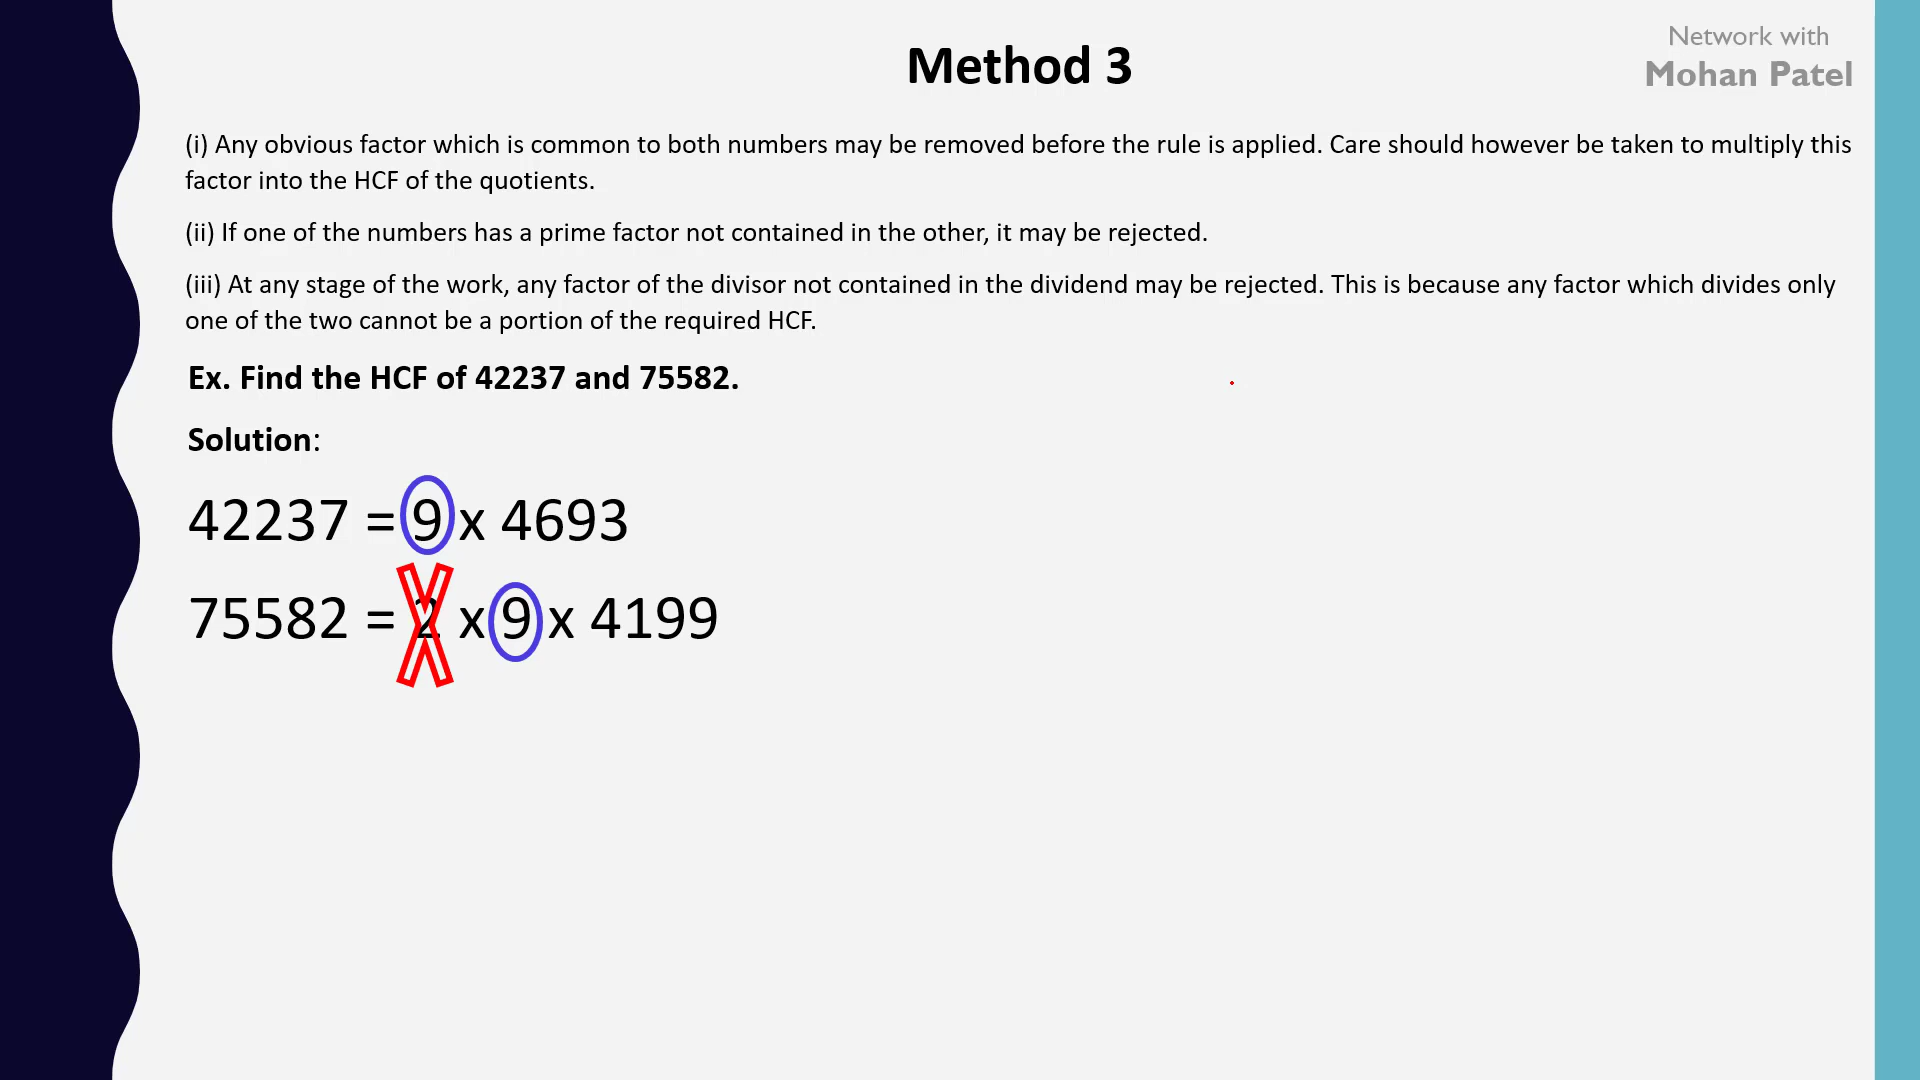 Network with
Mohan Patel
Method 3
(i) Any obvious factor which is common to both numbers may be removed before the rule is applied. Care should however be taken to multiply this
factor into the HCF of the quotients.
(ii) If one of the numbers has a prime factor not contained in the other, it may be rejected.
(iii) At any stage of the work, any factor of the divisor not contained in the dividend may be rejected. This is because any factor which divides only
one of the two cannot be a portion of the required HCF.
Ex. Find the HCF of 42237 and 75582.
Solution:
42237 = 9 x 4693
75582 = 2 x 9 x 4199